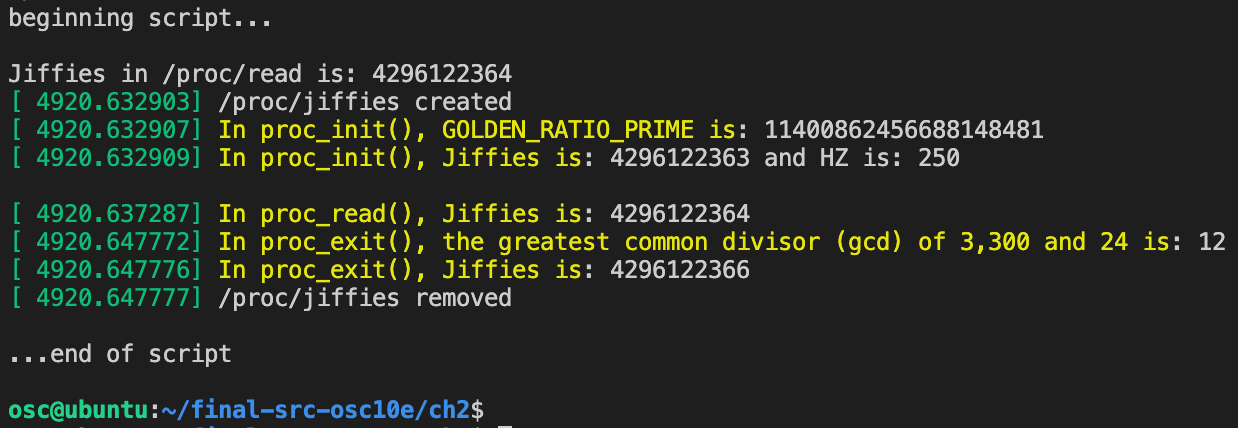 beginning script...
Jiffies in /proc/read is: 4296122364
[ 4920.632903] /proc/jiffies created
[ 4920.632907] In proc_init(), GOLDEN_RATIO_PRIME is: 11400862456688148481
[ 4920.632909] In proc_init(), Jiffies is: 4296122363 and HZ is: 250
[ 4920.637287] In proc_read(), Jiffies is: 4296122364
[ 4920.647772] In proc_exit(), the greatest common divisor (gcd) of 3,300 and 24 is: 12
[ 4920.647776] In proc_exit(), Jiffies is: 4296122366
[ 4920.647777] /proc/jiffies removed
...end of script
osc@ubuntu:~/final-src-osc10e/ch2$